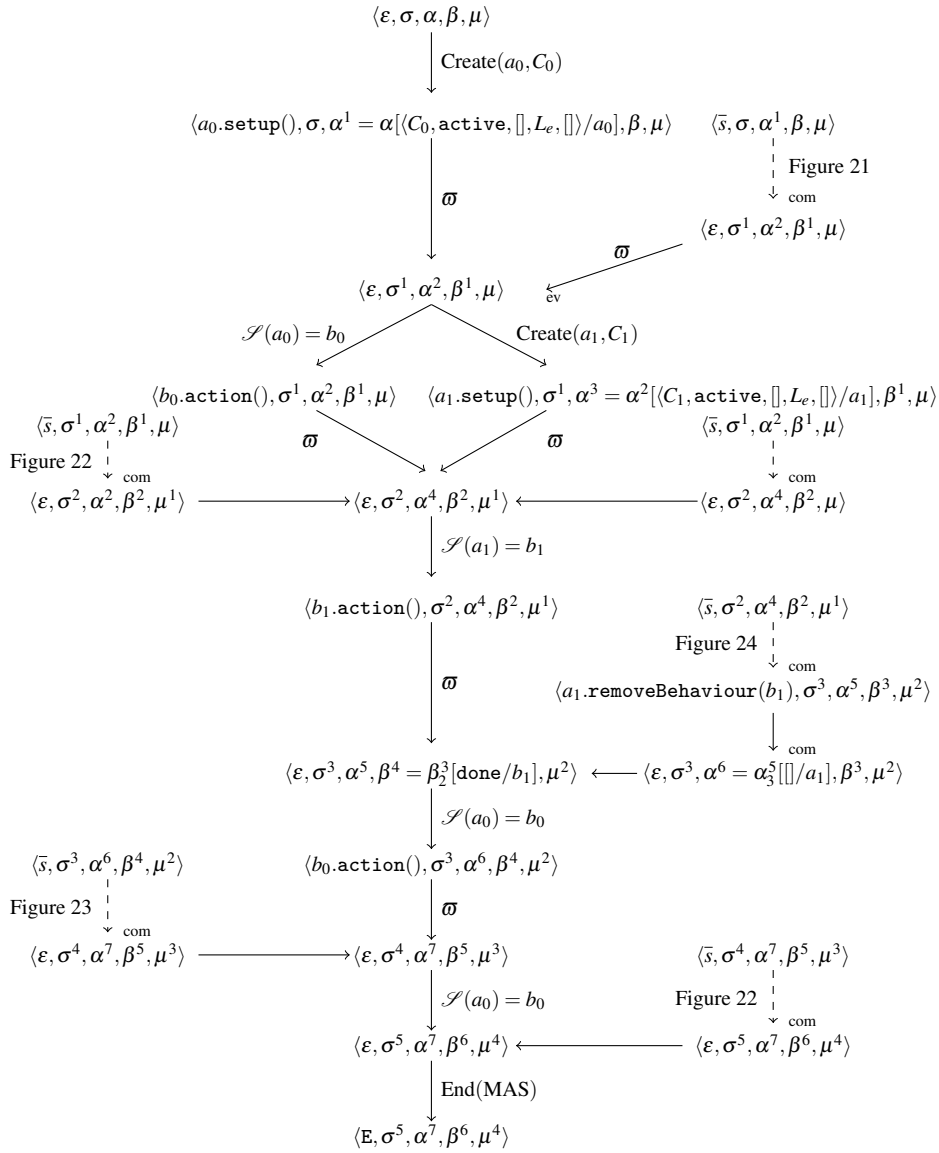 ⟨ε, σ, α, β, μ⟩
Create(a₀, C₀)
⟨a₀.setup(), σ, α¹ = α[⟨C₀, active, [], Lₑ, []⟩/a₀], β, μ⟩ ⟨s̅, σ, α¹, β, μ⟩
Figure 21
ϖ com
⟨ε, σ¹, α², β¹, μ⟩
ϖ
⟨ε, σ¹, α², β¹, μ⟩ ev
𝒮(a₀) = b₀ Create(a₁, C₁)
⟨b₀.action(), σ¹, α², β¹, μ⟩ ⟨a₁.setup(), σ¹, α³ = α²[⟨C₁, active, [], Lₑ, []⟩/a₁], β¹, μ⟩
⟨s̅, σ¹, α², β¹, μ⟩ ϖ ϖ ⟨s̅, σ¹, α², β¹, μ⟩
Figure 22 com com
⟨ε, σ², α², β², μ¹⟩ ⟨ε, σ², α⁴, β², μ¹⟩ ⟨ε, σ², α⁴, β², μ⟩
𝒮(a₁) = b₁
⟨b₁.action(), σ², α⁴, β², μ¹⟩ ⟨s̅, σ², α⁴, β², μ¹⟩
Figure 24
com
ϖ ⟨a₁.removeBehaviour(b₁), σ³, α⁵, β³, μ²⟩
com
⟨ε, σ³, α⁵, β⁴ = β³₂[done/b₁], μ²⟩ ⟨ε, σ³, α⁶ = α⁵₃[[]/a₁], β³, μ²⟩
𝒮(a₀) = b₀
⟨s̅, σ³, α⁶, β⁴, μ²⟩ ⟨b₀.action(), σ³, α⁶, β⁴, μ²⟩
Figure 23 com ϖ
⟨ε, σ⁴, α⁷, β⁵, μ³⟩ ⟨ε, σ⁴, α⁷, β⁵, μ³⟩ ⟨s̅, σ⁴, α⁷, β⁵, μ³⟩
𝒮(a₀) = b₀ Figure 22
com
⟨ε, σ⁵, α⁷, β⁶, μ⁴⟩ ⟨ε, σ⁵, α⁷, β⁶, μ⁴⟩
End(MAS)
⟨E, σ⁵, α⁷, β⁶, μ⁴⟩